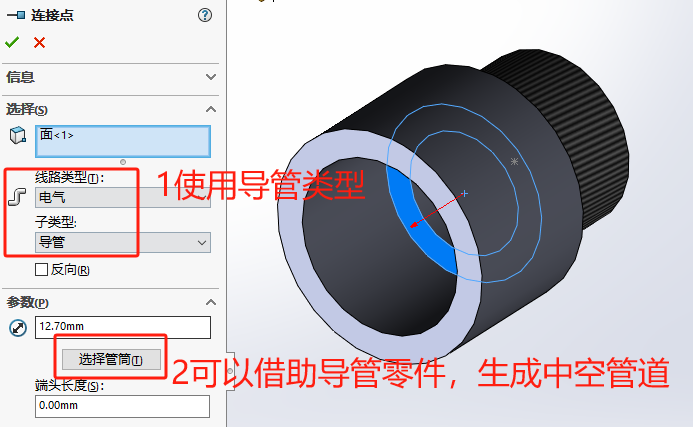 连接点
信息
选择(S)
面<1>
线路类型(T):
电气
1使用导管类型
子类型:
导管
反向(R)
参数(P)
12.70mm
选择管筒(T)
2可以借助导管零件，生成中空管道
端头长度(S):
0.00mm